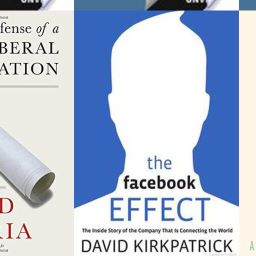 fense of a
BERAL
ATION
D
RIA
the
facebook
EFFECT
The Inside Story of the Company That Is Connecting the World
DAVID KIRKPATRICK
A